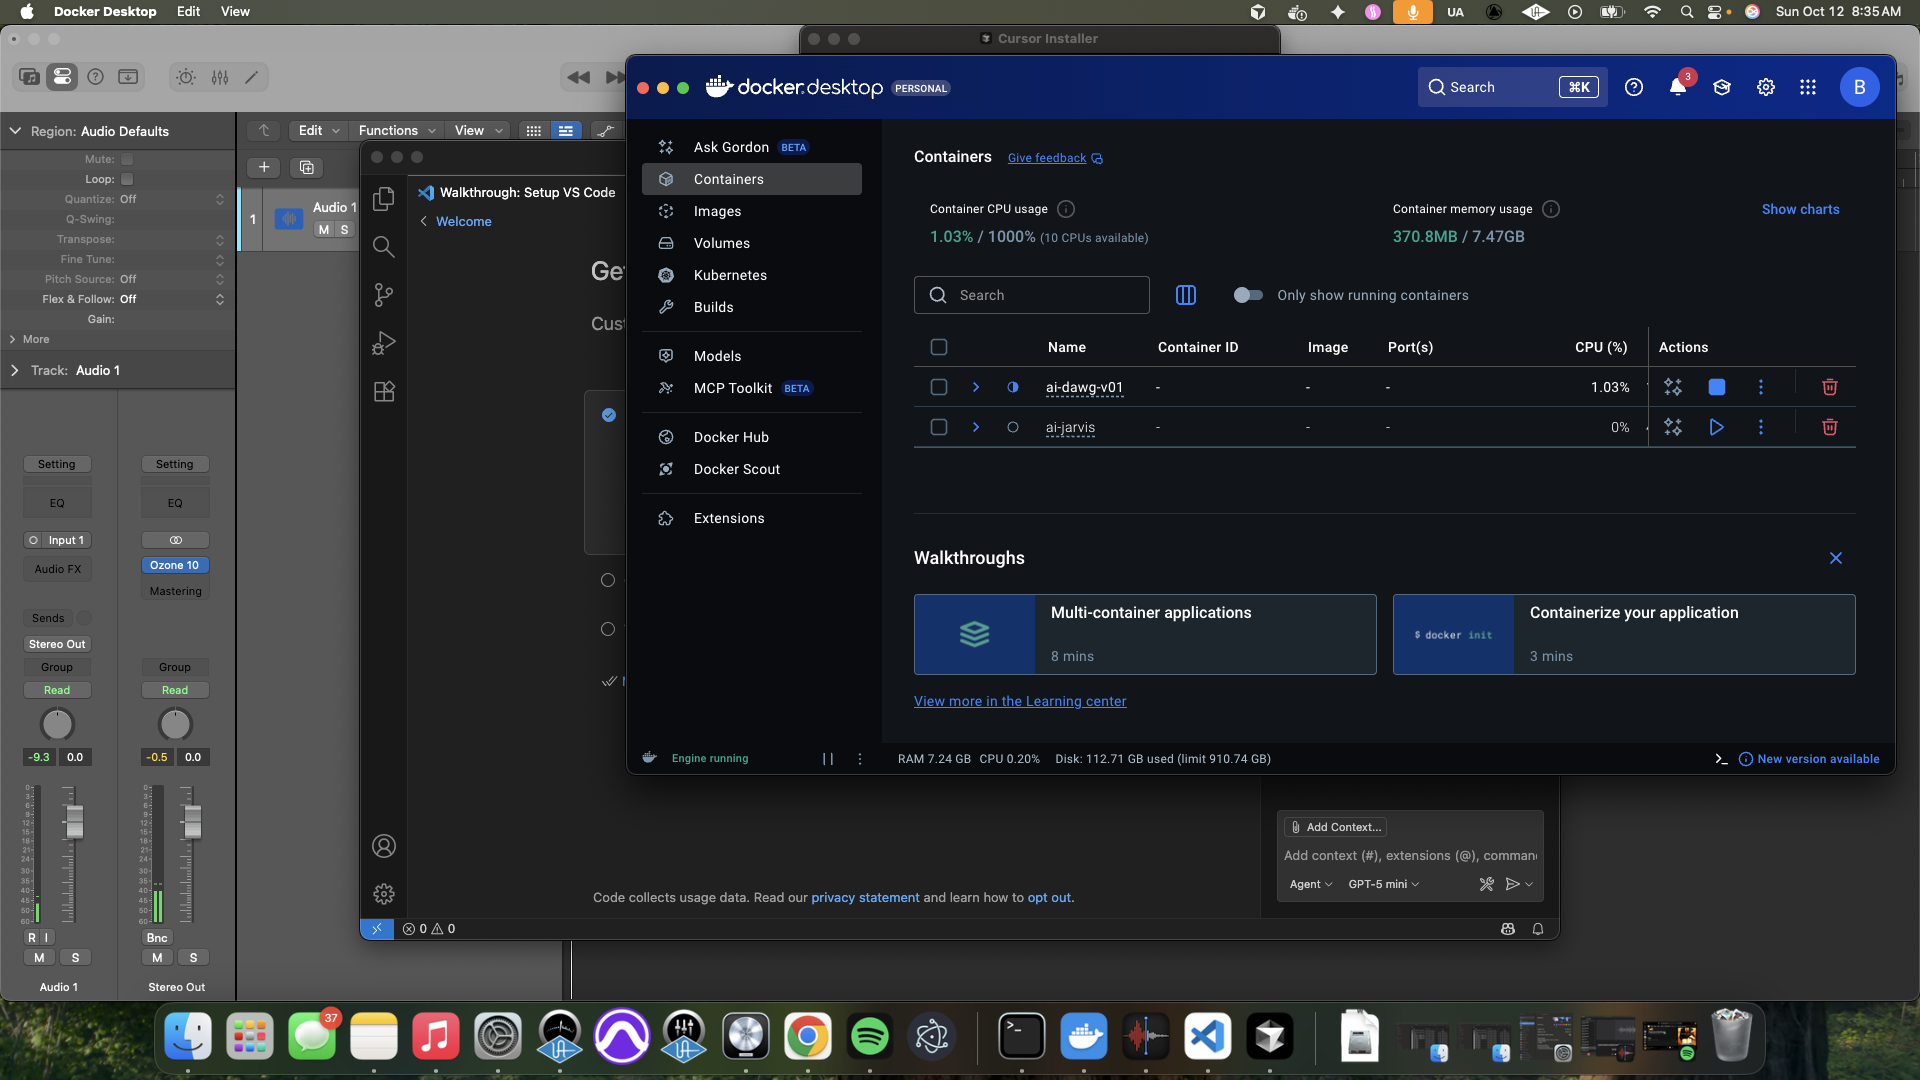 Docker Desktop Edit View
UA
Sun Oct 12 8:35 AM
Cursor Installer
Region: Audio Defaults
Mute:
Loop:
Quantize: Off
Q-Swing:
Transpose:
Fine Tune:
Pitch Source: Off
Flex & Follow: Off
Gain:
More
Track: Audio 1
Edit
Functions
View
1
Audio 1
M S
Setting
Setting
EQ
EQ
Input 1
Audio FX
Ozone 10
Mastering
Sends
Stereo Out
Group
Group
Read
Read
-9.3 0.0
-0.5 0.0
R I
Bnc
M S
M S
Audio 1
Stereo Out
Walkthrough: Setup VS Code
Welcome
Get
Cust
Code collects usage data. Read our privacy statement and learn how to opt out.
0 0
Add Context...
Add context (#), extensions (@), comman
Agent
GPT-5 mini
docker.desktop PERSONAL
Search ⌘K
3
B
Ask Gordon BETA
Containers
Images
Volumes
Kubernetes
Builds
Models
MCP Toolkit BETA
Docker Hub
Docker Scout
Extensions
Containers Give feedback
Container CPU usage
1.03% / 1000% (10 CPUs available)
Container memory usage
370.8MB / 7.47GB
Show charts
Search
Only show running containers
Name Container ID Image Port(s) CPU (%) Actions
ai-dawg-v01 - - - 1.03%
ai-jarvis - - - 0%
Walkthroughs
Multi-container applications
8 mins
$ docker init
Containerize your application
3 mins
View more in the Learning center
Engine running
RAM 7.24 GB CPU 0.20% Disk: 112.71 GB used (limit 910.74 GB)
New version available
37